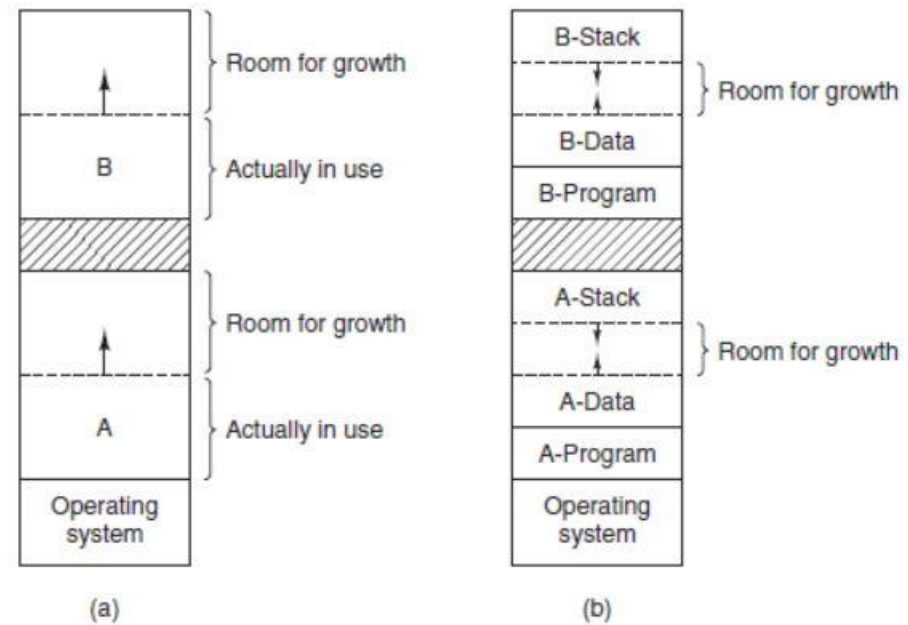 Room for growth
B
Actually in use
Room for growth
A
Actually in use
Operating
system
(a)
B-Stack
Room for growth
B-Data
B-Program
A-Stack
Room for growth
A-Data
A-Program
Operating
system
(b)